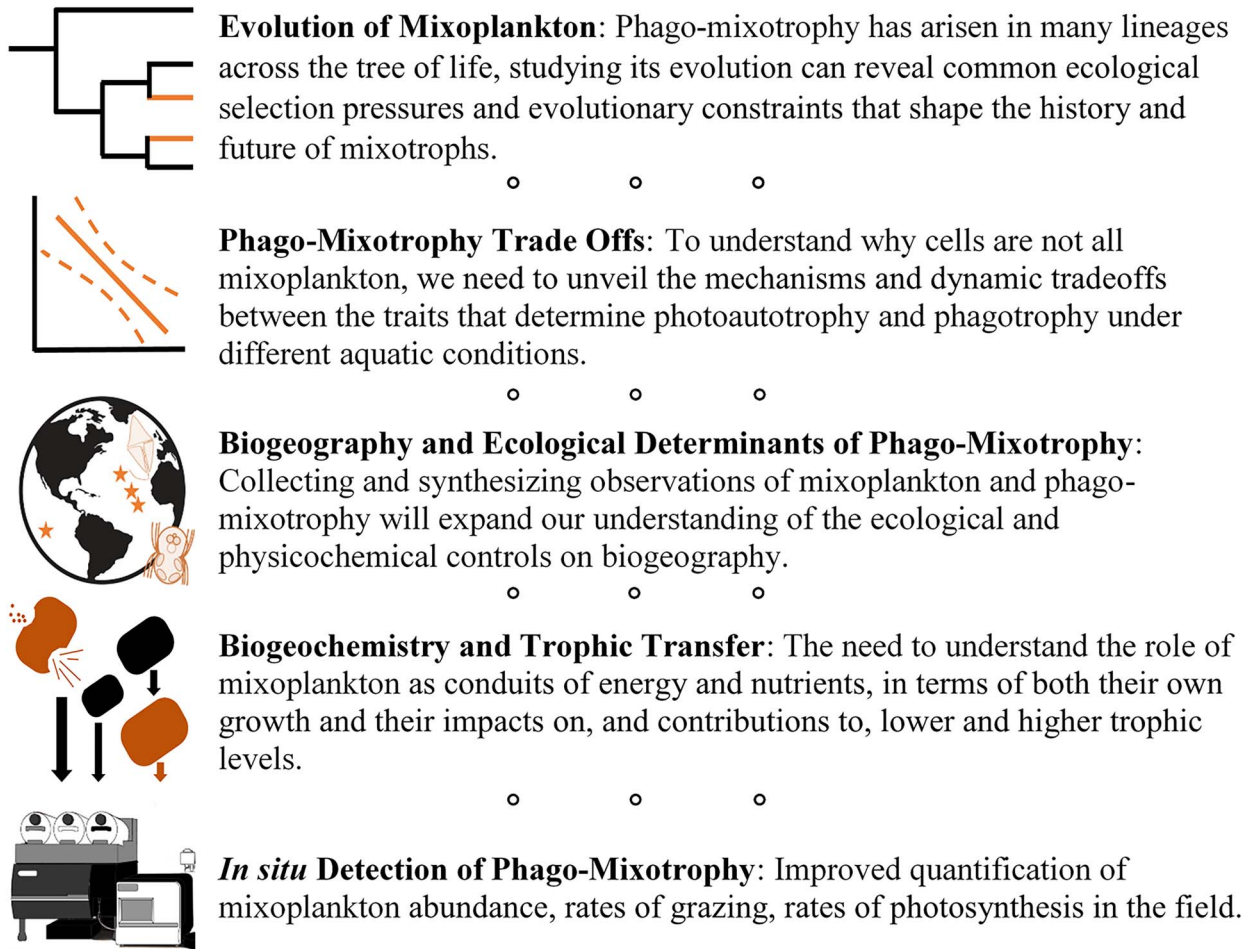 Evolution of Mixoplankton: Phago-mixotrophy has arisen in many lineages
across the tree of life, studying its evolution can reveal common ecological
selection pressures and evolutionary constraints that shape the history and
future of mixotrophs.
Phago-Mixotrophy Trade Offs: To understand why cells are not all
mixoplankton, we need to unveil the mechanisms and dynamic tradeoffs
between the traits that determine photoautotrophy and phagotrophy under
different aquatic conditions.
Biogeography and Ecological Determinants of Phago-Mixotrophy:
Collecting and synthesizing observations of mixoplankton and phago-
mixotrophy will expand our understanding of the ecological and
physicochemical controls on biogeography.
Biogeochemistry and Trophic Transfer: The need to understand the role of
mixoplankton as conduits of energy and nutrients, in terms of both their own
growth and their impacts on, and contributions to, lower and higher trophic
levels.
In situ Detection of Phago-Mixotrophy: Improved quantification of
mixoplankton abundance, rates of grazing, rates of photosynthesis in the field.